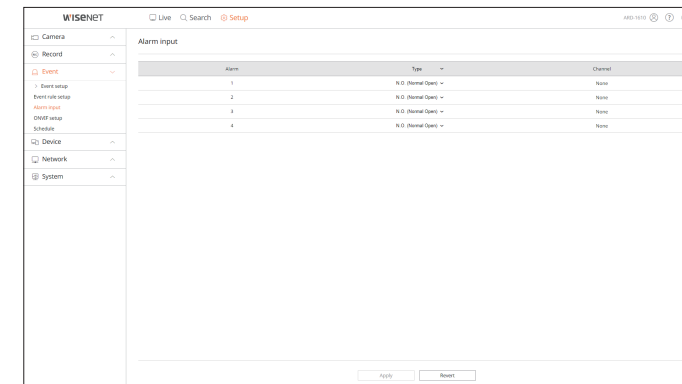 WISENET
Live Search Setup
ARD-1610
Camera
Record
Event
Event setup
Event rule setup
Alarm input
ONVIF setup
Schedule
Device
Network
System
Alarm input
Alarm Type Channel
1 N.O. (Normal Open) None
2 N.O. (Normal Open) None
3 N.O. (Normal Open) None
4 N.O. (Normal Open) None
Apply Revert